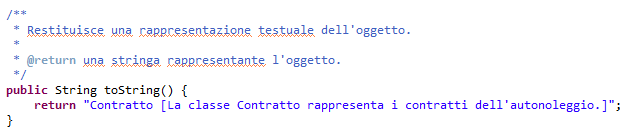 /**
 * Restituisce una rappresentazione testuale dell'oggetto.
 *
 * @return una stringa rappresentante l'oggetto.
 */
public String toString() {
    return "Contratto [La classe Contratto rappresenta i contratti dell'autonoleggio.]";
}